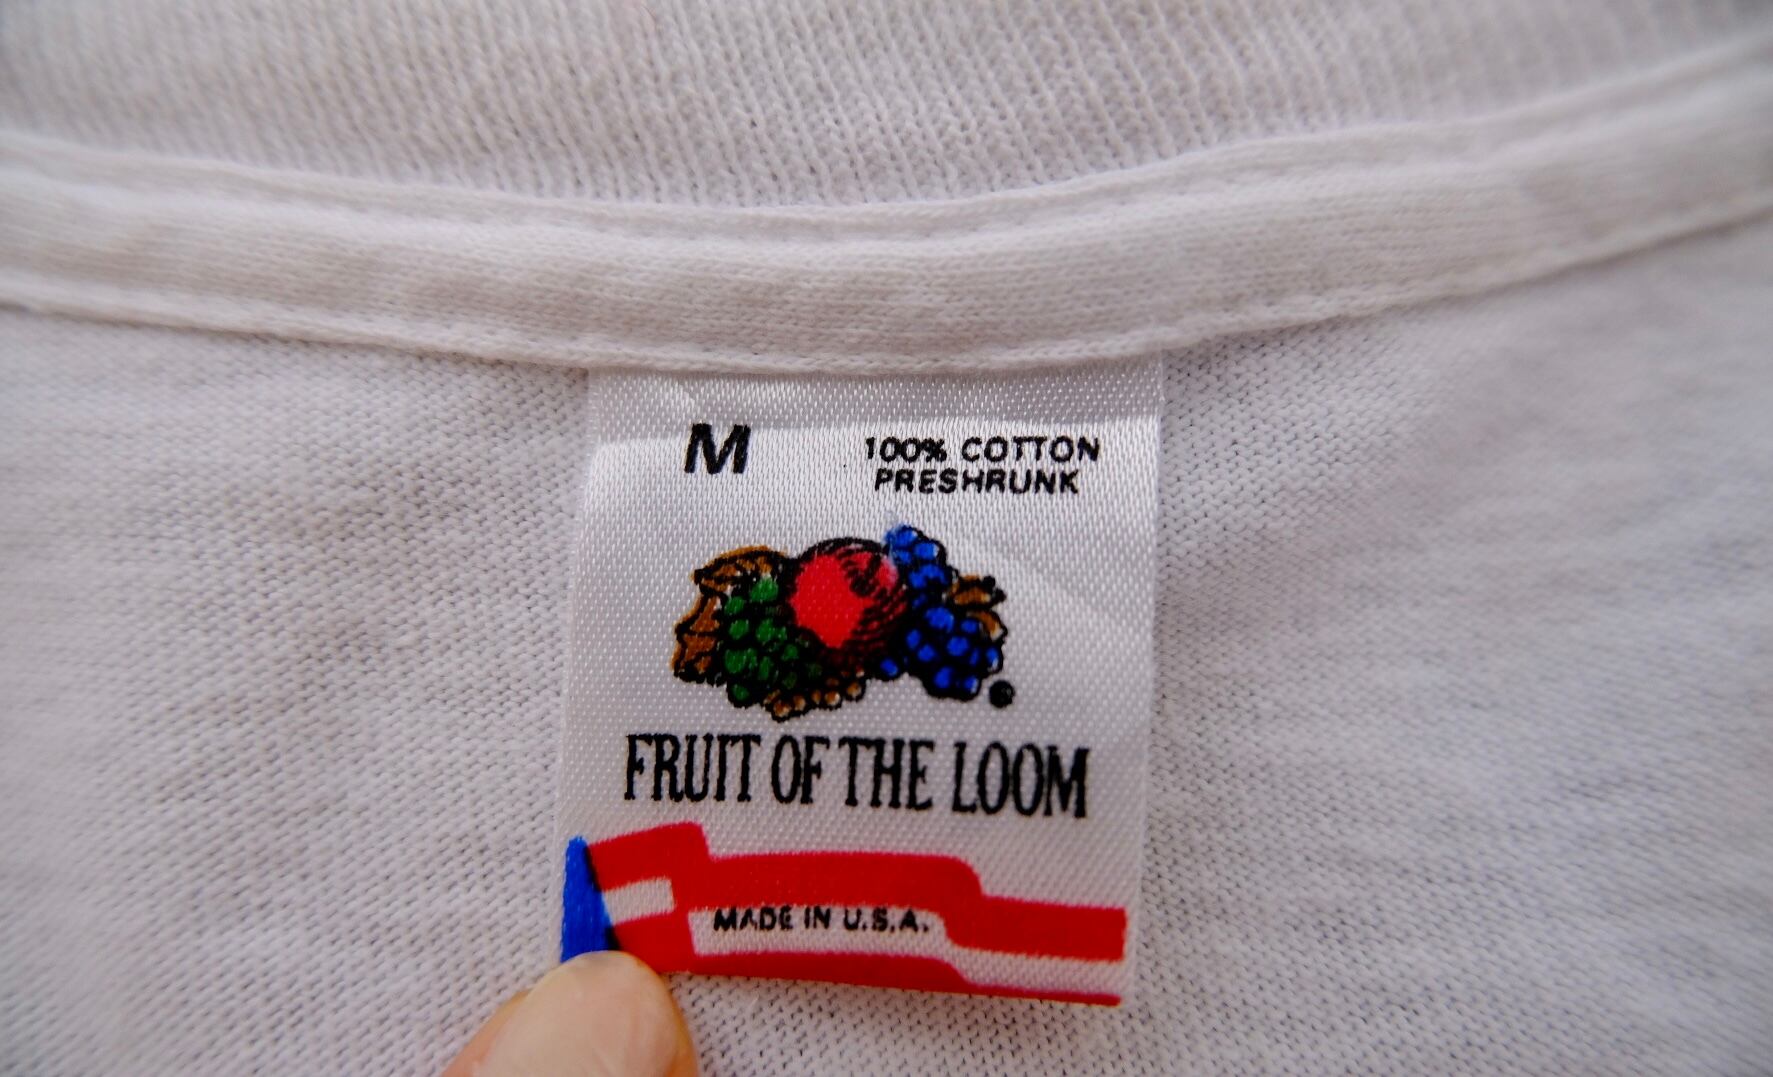 M
100% COTTON
PRESHRUNK
FRUIT OF THE LOOM
MADE IN U.S.A.